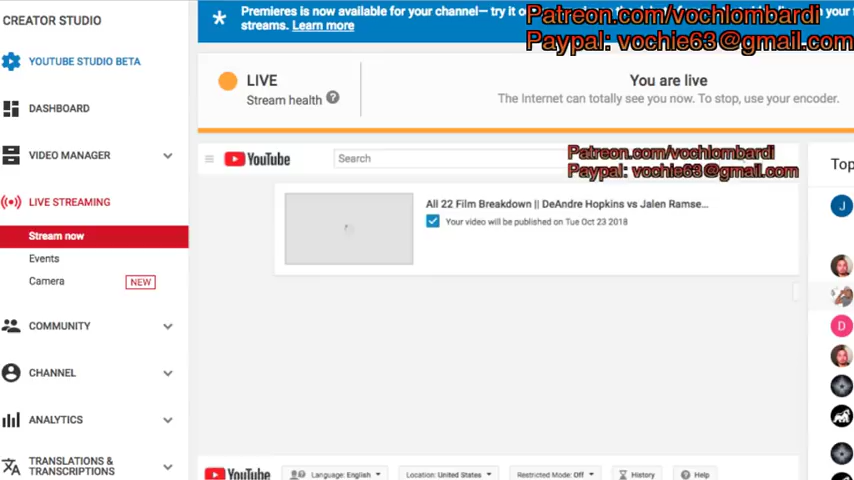 CREATOR STUDIO
YOUTUBE STUDIO BETA
DASHBOARD
VIDEO MANAGER
LIVE STREAMING
Stream now
Events
Camera NEW
COMMUNITY
CHANNEL
ANALYTICS
TRANSLATIONS &
TRANSCRIPTIONS
Premieres is now available for your channel— try it
streams. Learn more
Patreon.com/vochlombardi
Paypal: vochie63@gmail.com
LIVE
Stream health ?
You are live
The Internet can totally see you now. To stop, use your encoder.
YouTube Search
Patreon.com/vochlombardi
Paypal: vochie63@gmail.com
Top
All 22 Film Breakdown || DeAndre Hopkins vs Jalen Ramse...
Your video will be published on Tue Oct 23 2018
J
D
YouTube Language: English Location: United States Restricted Mode: Off History Help